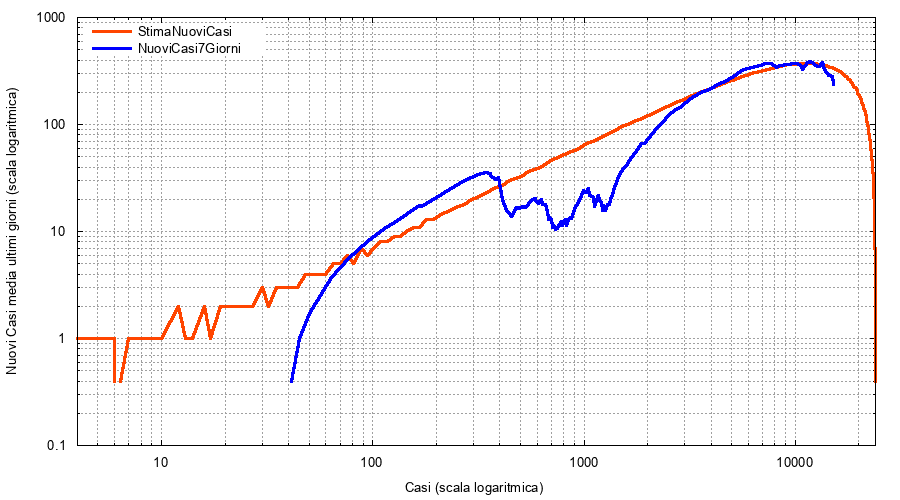 1000
StimaNuoviCasi
NuoviCasi7Giorni
100
10
1
0.1
Nuovi Casi media ultimi giorni (scala logaritmica)
10 100 1000 10000
Casi (scala logaritmica)